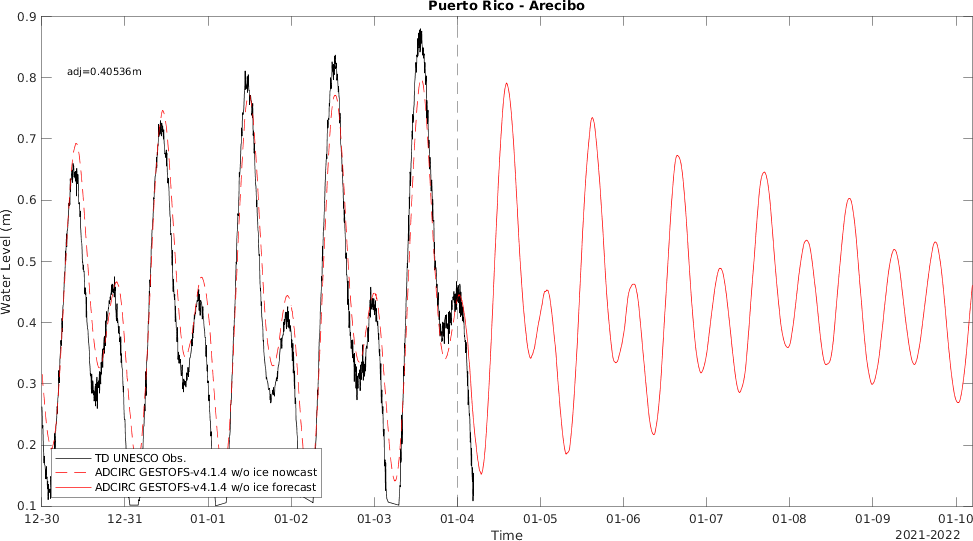 Puerto Rico - Arecibo
0.9
0.8
0.7
0.6
0.5
0.4
0.3
0.2
0.1
Water Level (m)
adj=0.40536m
TD UNESCO Obs.
ADCIRC GESTOFS-v4.1.4 w/o ice nowcast
ADCIRC GESTOFS-v4.1.4 w/o ice forecast
12-30 12-31 01-01 01-02 01-03 01-04 01-05 01-06 01-07 01-08 01-09 01-10
Time
2021-2022